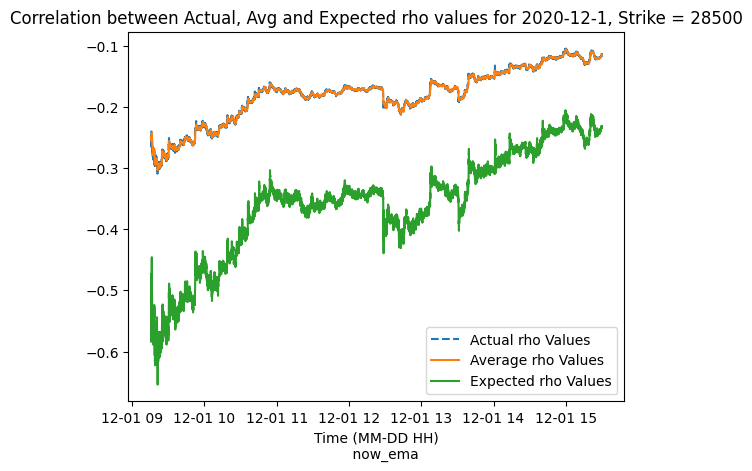 Correlation between Actual, Avg and Expected rho values for 2020-12-1, Strike = 28500
−0.1
−0.2
−0.3
−0.4
−0.5
−0.6
Actual rho Values
Average rho Values
Expected rho Values
12-01 09 12-01 10 12-01 11 12-01 12 12-01 13 12-01 14 12-01 15
Time (MM-DD HH)
now_ema